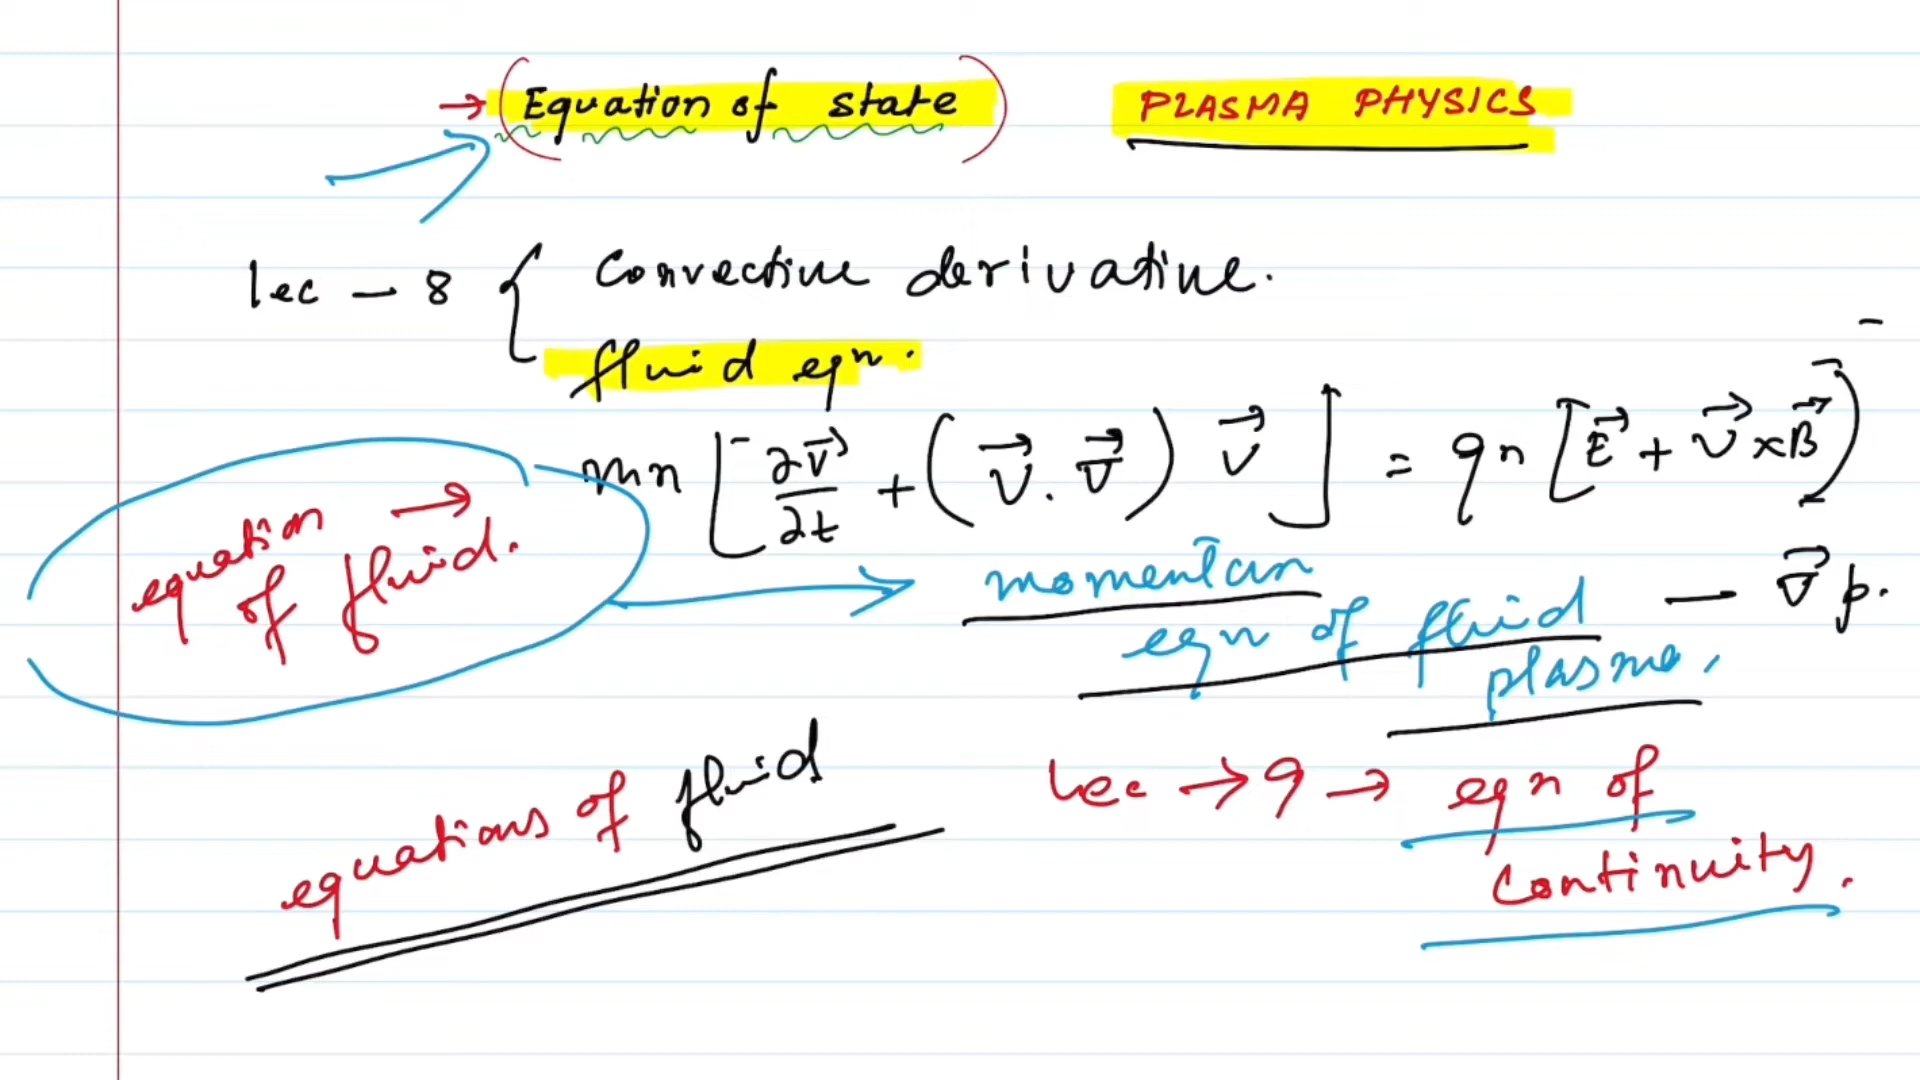 → (Equation of state) PLASMA PHYSICS
lec - 8 { Convective derivative.
fluid eqn.
mn [ ∂v⃗/∂t + (v⃗ . ∇⃗) v⃗ ] = qn [E⃗ + v⃗ × B⃗]
- ∇⃗ p.
equation →
of fluid.
momentum
eqn of fluid
plasma,
equations of fluid
Lec → 9 → eqn of
continuity.